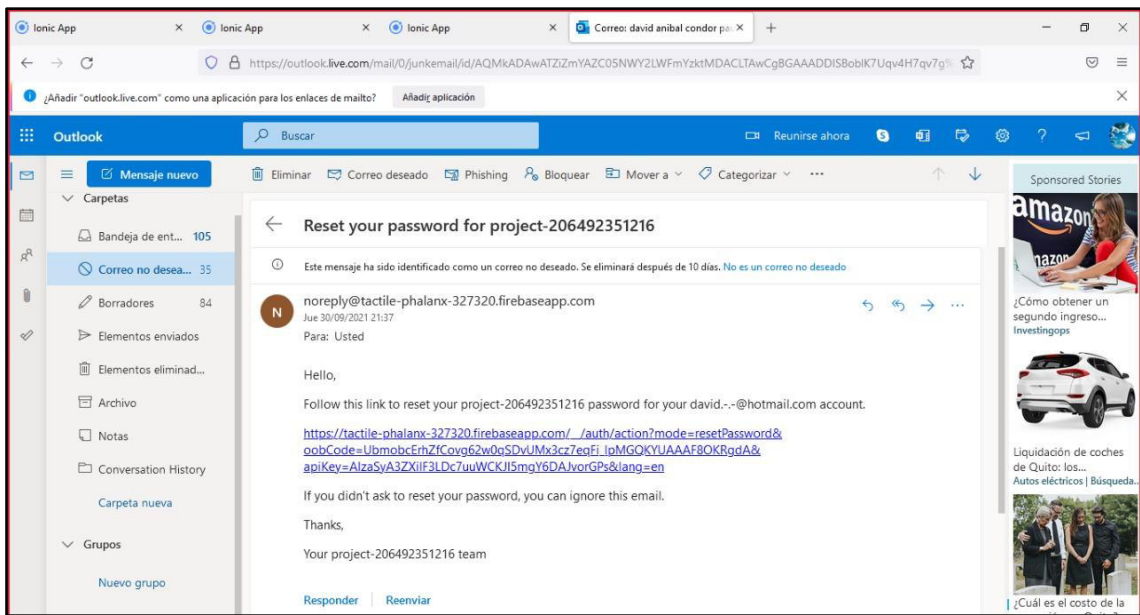 Ionic App
Ionic App
Ionic App
Correo: david anibal condor pa
https://outlook.live.com/mail/0/junkemail/id/
¿Añadir "outlook.live.com" como una aplicación para los enlaces de mailto? Añadir aplicación
Outlook
Buscar
Reunirse ahora
Mensaje nuevo
Eliminar Correo deseado Phishing Bloquear Mover a Categorizar ...
Carpetas
Bandeja de ent... 105
Correo no desea... 35
Borradores 84
Elementos enviados
Elementos eliminad...
Archivo
Notas
Conversation History
Carpeta nueva
Grupos
Nuevo grupo
Reset your password for project-206492351216
Este mensaje ha sido identificado como un correo no deseado. Se eliminará después de 10 días. No es un correo no deseado
N
noreply@tactile-phalanx-327320.firebaseapp.com
Jue 30/09/2021 21:37
Para: Usted
Hello,
Follow this link to reset your project-206492351216 password for your david.-.-@hotmail.com account.
https://tactile-phalanx-327320.firebaseapp.com/__/auth/action?mode=resetPassword&
If you didn't ask to reset your password, you can ignore this email.
Thanks,
Your project-206492351216 team
Responder Reenviar
Sponsored Stories
amazon
amazon
¿Cómo obtener un
segundo ingreso...
Investingops
Liquidación de coches
de Quito: los...
Autos eléctricos | Búsqueda..
¿Cuál es el costo de la